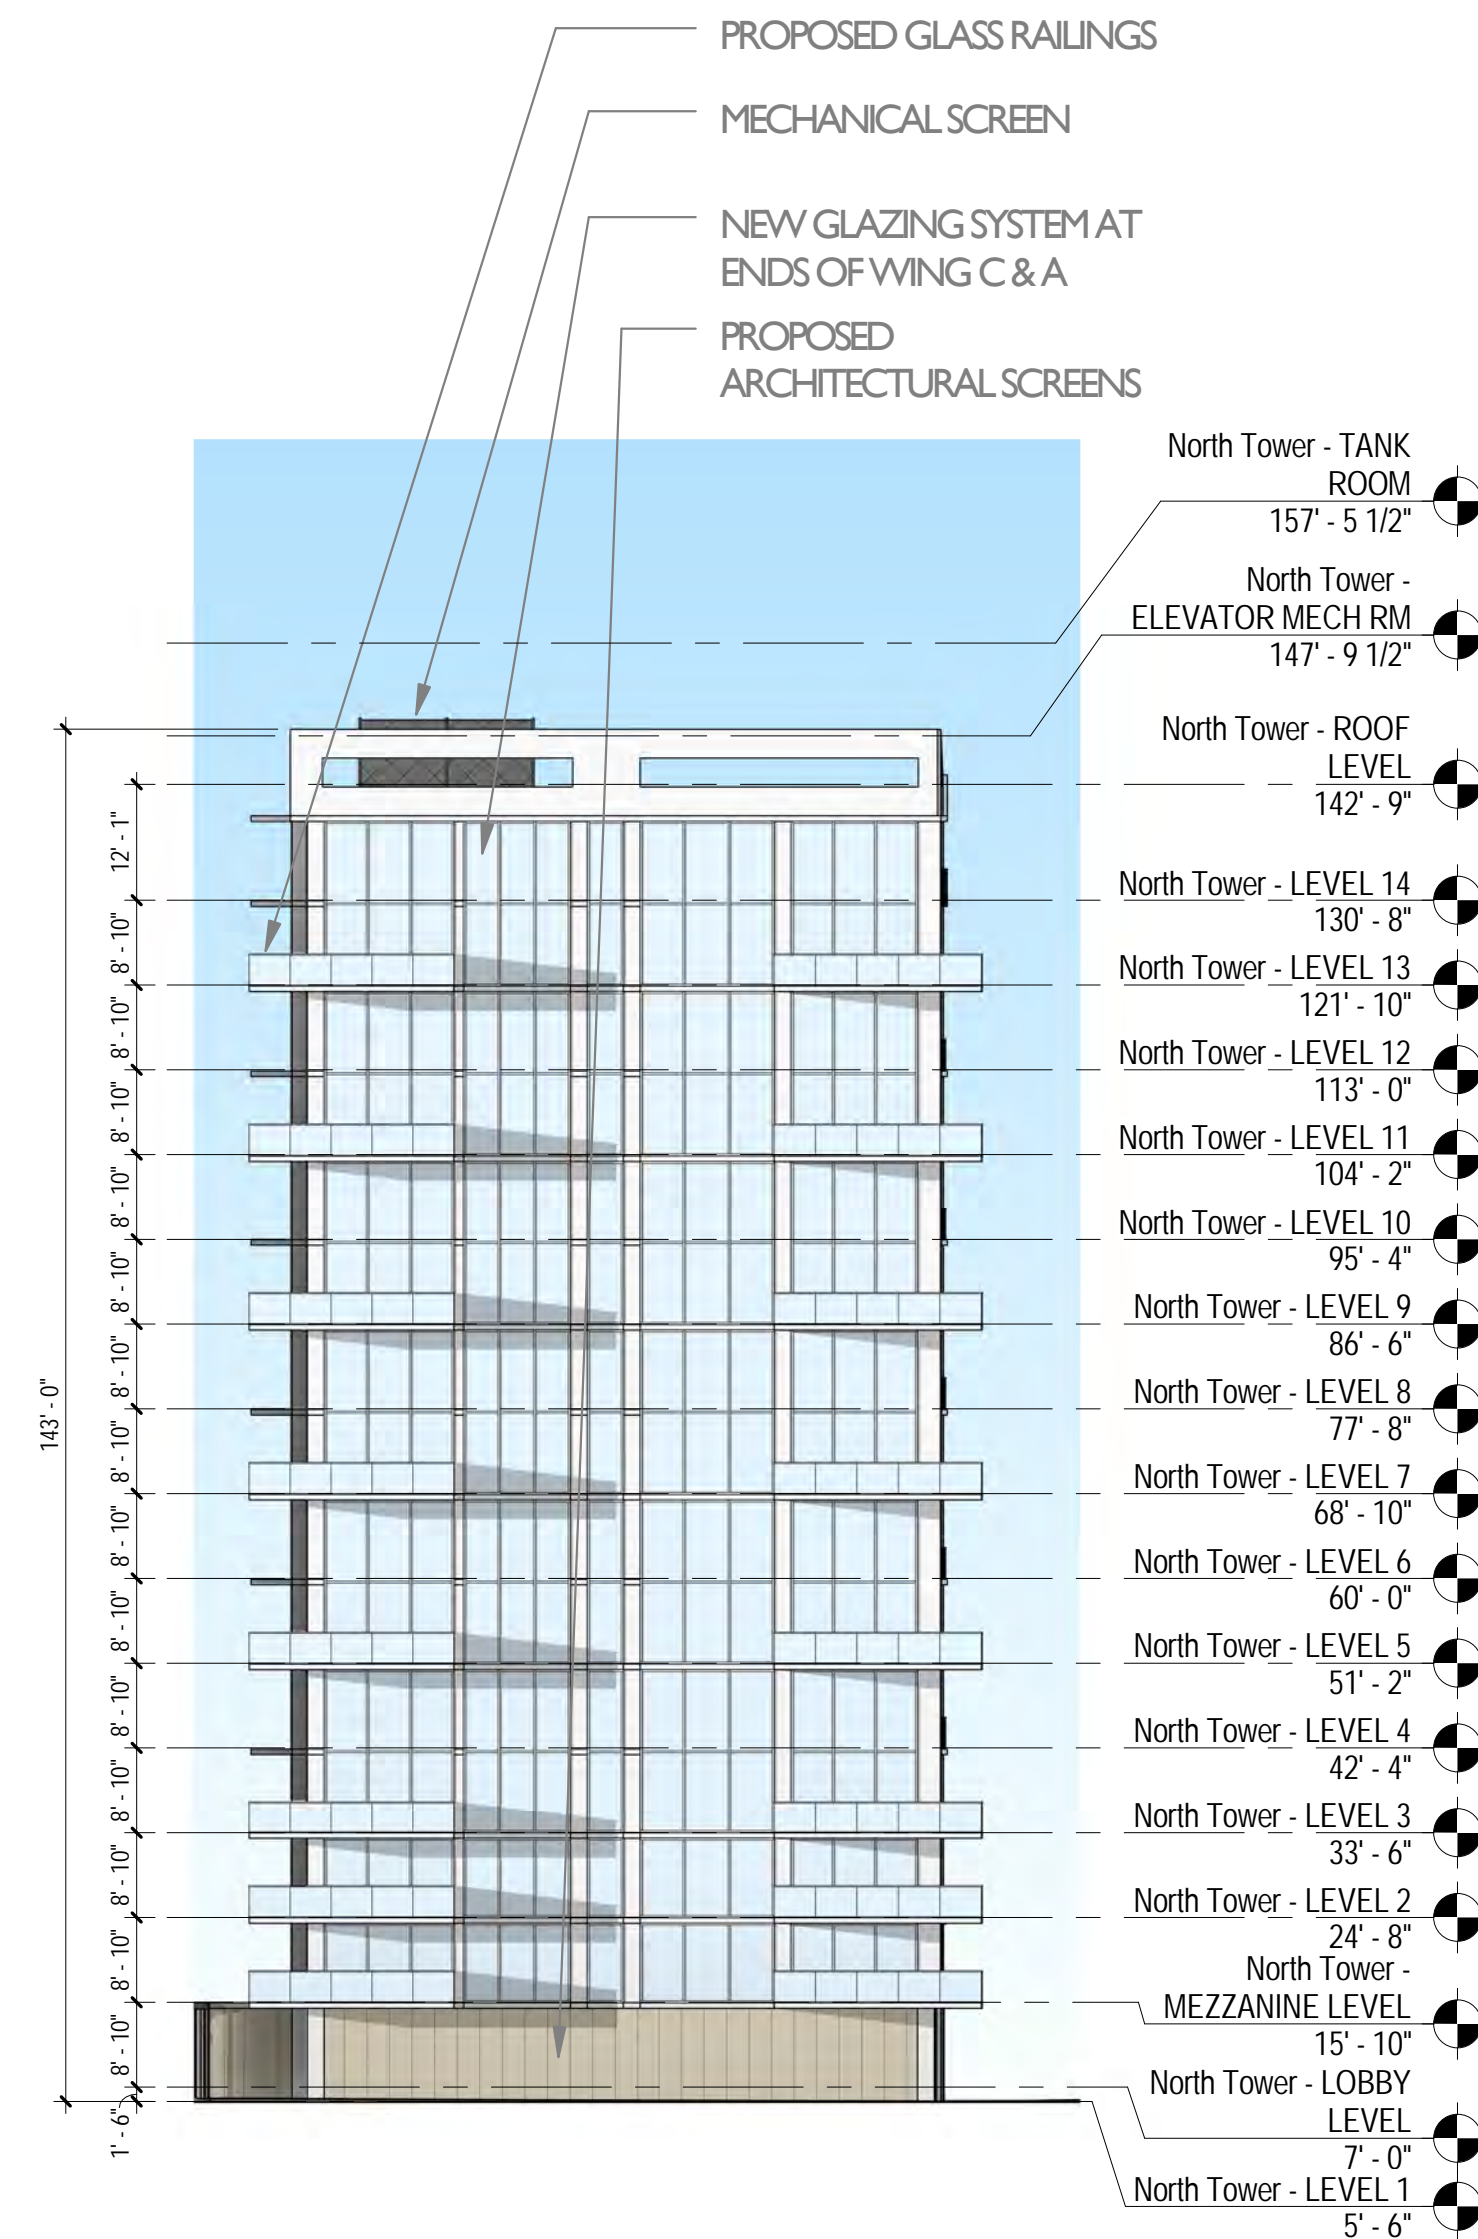 PROPOSED GLASS RAILINGS
MECHANICAL SCREEN
NEW GLAZING SYSTEM AT
ENDS OF WING C & A
PROPOSED
ARCHITECTURAL SCREENS
North Tower - TANK
ROOM
157' - 5 1/2"
North Tower -
ELEVATOR MECH RM
147' - 9 1/2"
North Tower - ROOF
LEVEL
142' - 9"
North Tower - LEVEL 14
130' - 8"
North Tower - LEVEL 13
121' - 10"
North Tower - LEVEL 12
113' - 0"
North Tower - LEVEL 11
104' - 2"
North Tower - LEVEL 10
95' - 4"
North Tower - LEVEL 9
86' - 6"
North Tower - LEVEL 8
77' - 8"
North Tower - LEVEL 7
68' - 10"
North Tower - LEVEL 6
60' - 0"
North Tower - LEVEL 5
51' - 2"
North Tower - LEVEL 4
42' - 4"
North Tower - LEVEL 3
33' - 6"
North Tower - LEVEL 2
24' - 8"
North Tower -
MEZZANINE LEVEL
15' - 10"
North Tower - LOBBY
LEVEL
7' - 0"
North Tower - LEVEL 1
5' - 6"
143' - 0"
12' - 1"
8' - 10"
8' - 10"
8' - 10"
8' - 10"
8' - 10"
8' - 10"
8' - 10"
8' - 10"
8' - 10"
8' - 10"
8' - 10"
8' - 10"
8' - 10"
8' - 10"
1' - 6"